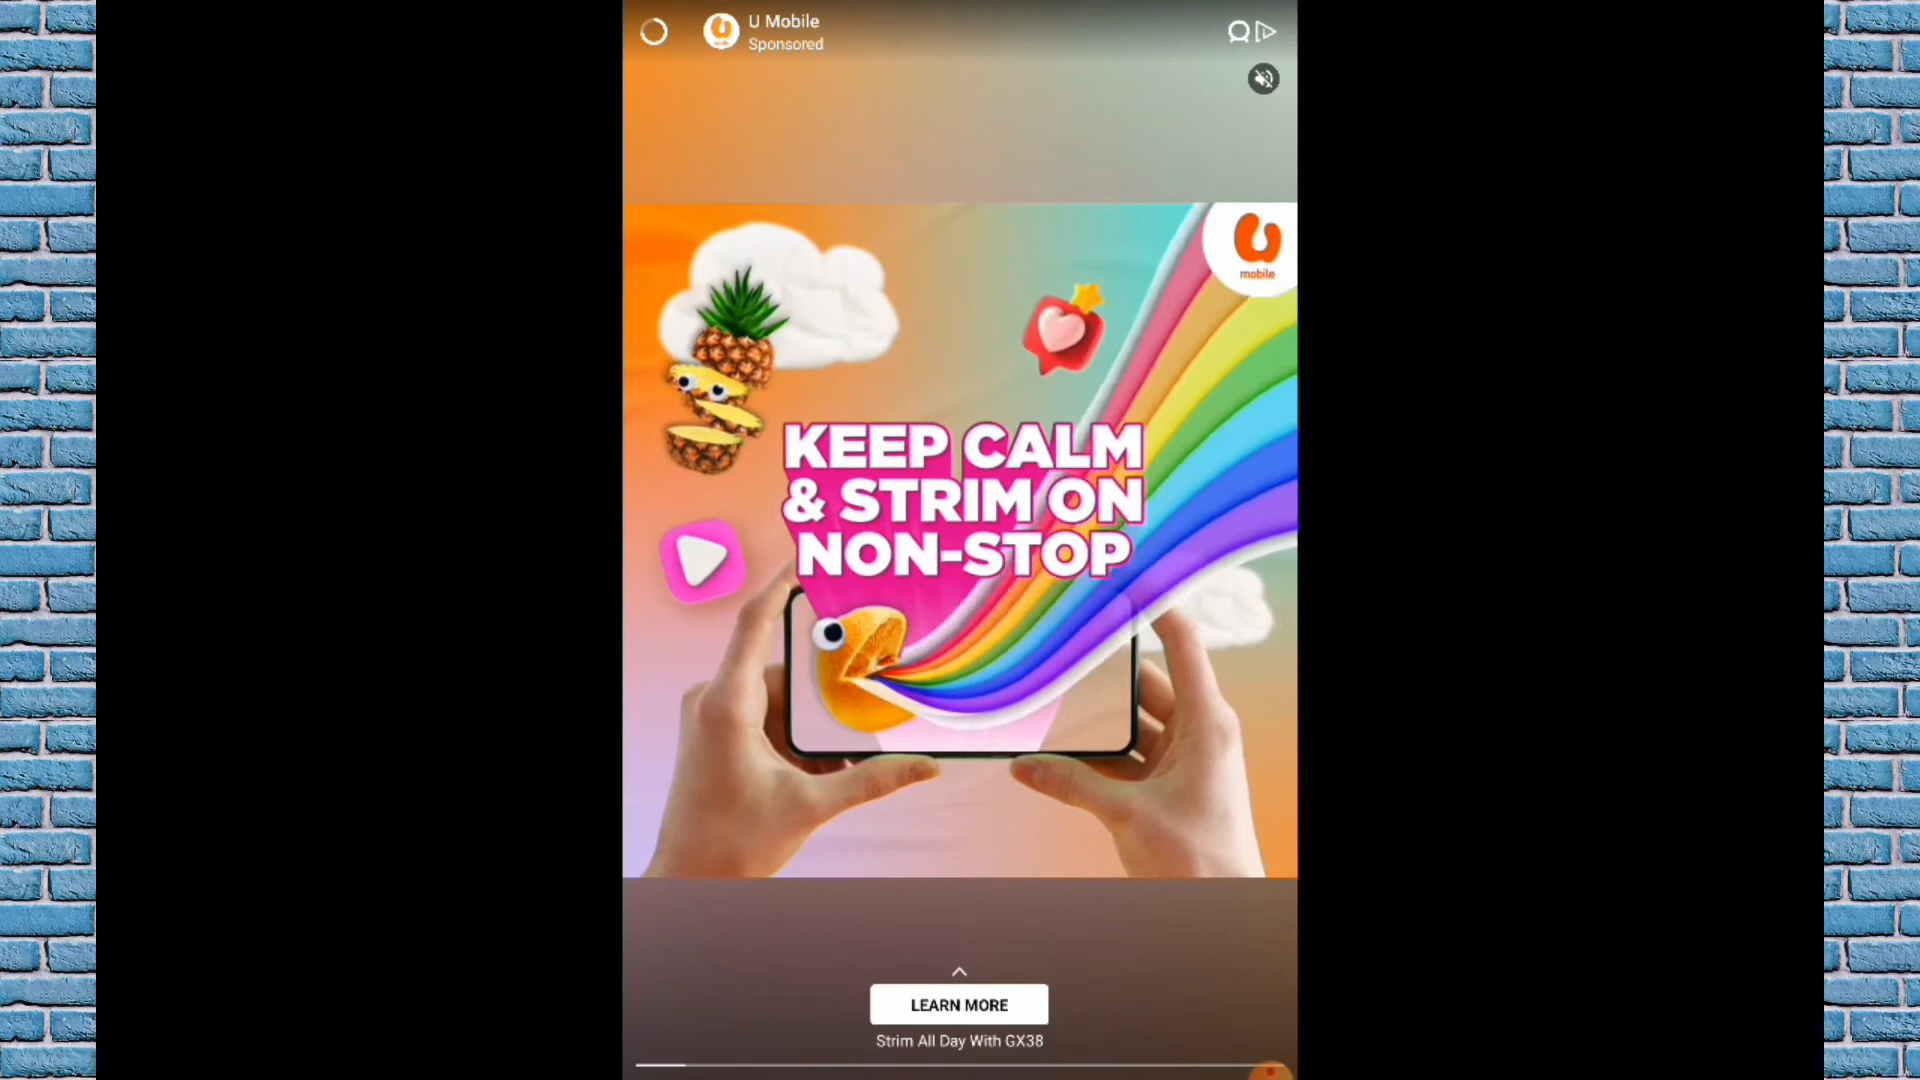 U Mobile
Sponsored
mobile
KEEP CALM
& STRIM ON
NON-STOP
LEARN MORE
Strim All Day With GX38